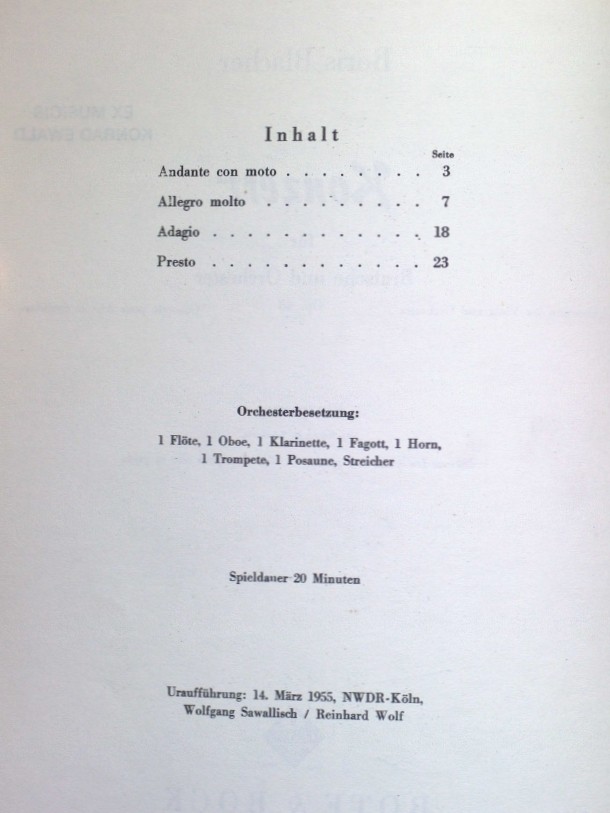 Inhalt
Seite
Andante con moto . . . . . . . . 3
Allegro molto . . . . . . . . . 7
Adagio . . . . . . . . . . . . 18
Presto . . . . . . . . . . . . 23
Orchesterbesetzung:
1 Flöte, 1 Oboe, 1 Klarinette, 1 Fagott, 1 Horn,
1 Trompete, 1 Posaune, Streicher
Spieldauer 20 Minuten
Uraufführung: 14. März 1955, NWDR-Köln,
Wolfgang Sawallisch / Reinhard Wolf